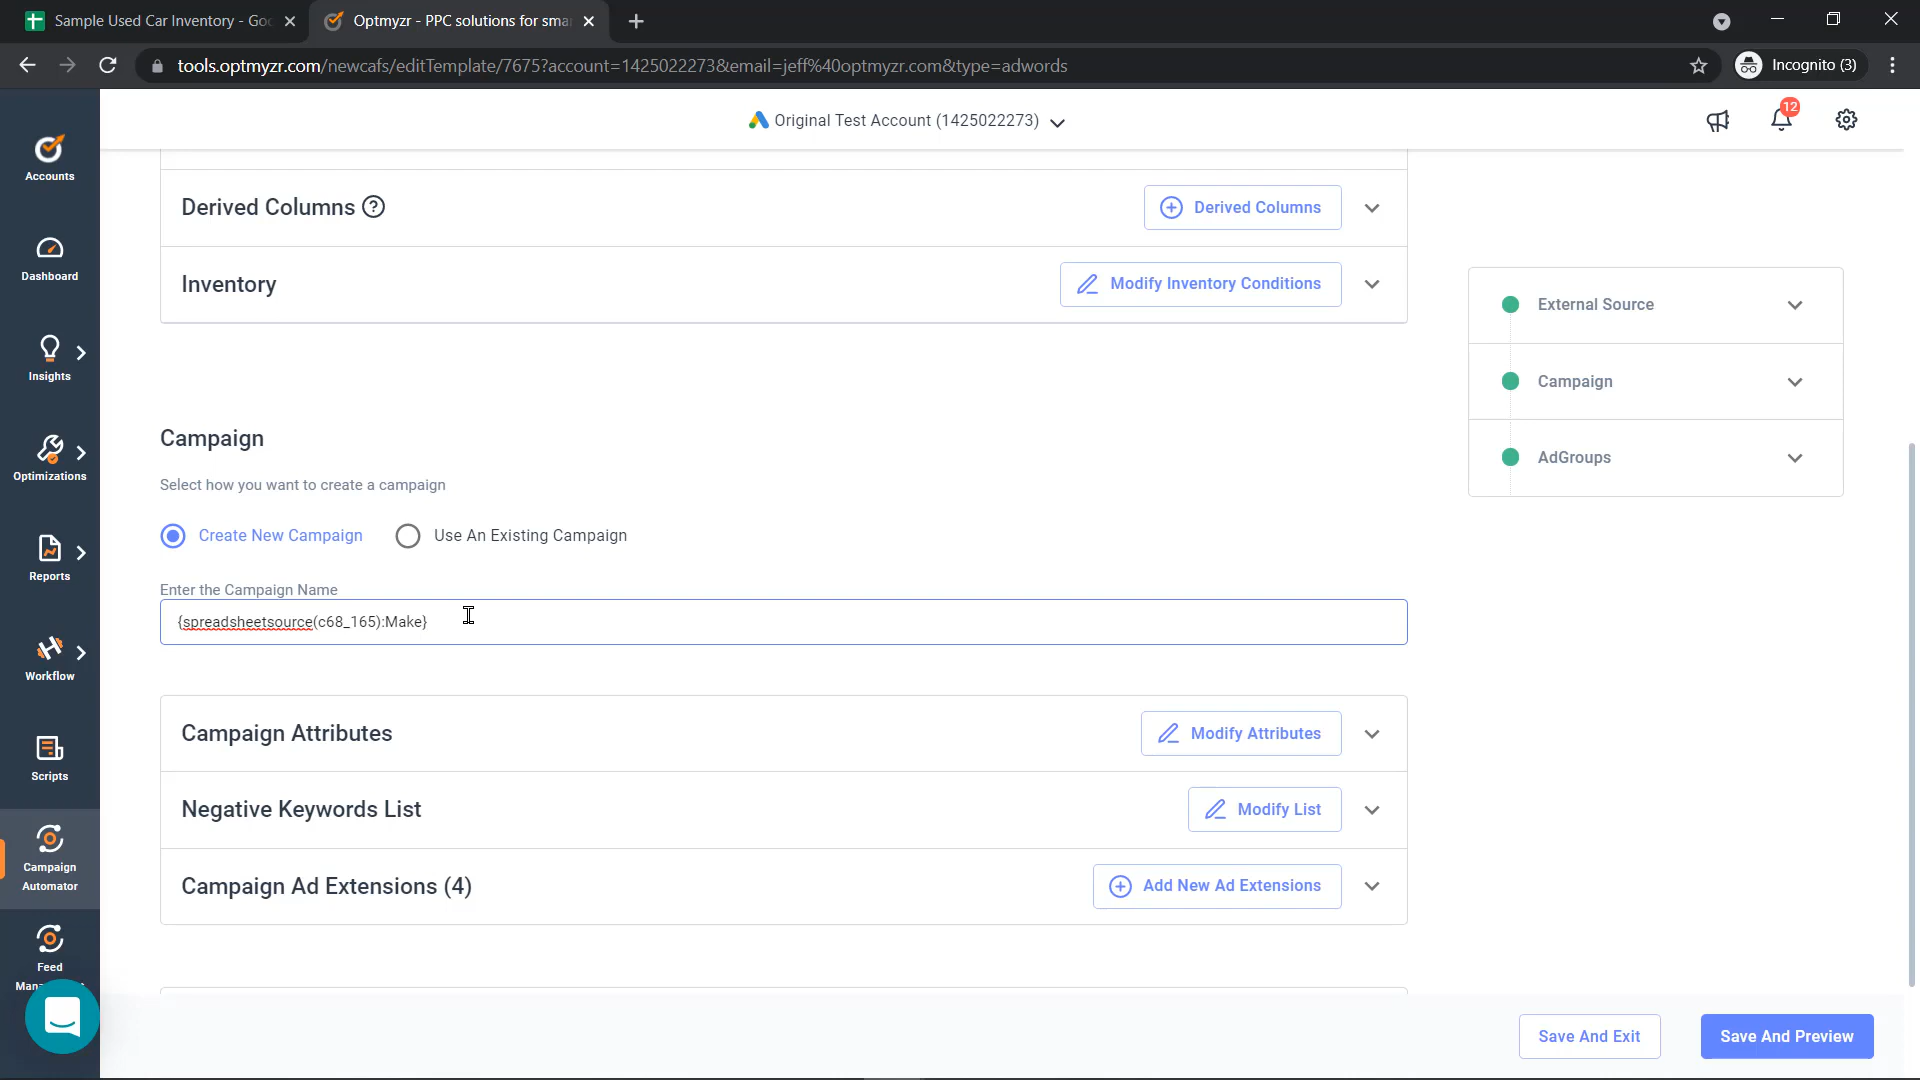 Sample Used Car Inventory - Goo
Optmyzr - PPC solutions for sma
tools.optmyzr.com/newcafs/editTemplate/7675?account=1425022273&email=jeff%40optmyzr.com&type=adwords
Incognito (3)
Original Test Account (1425022273)
12
Accounts
Dashboard
Insights
Optimizations
Reports
Workflow
Scripts
Campaign
Automator
Feed
Derived Columns
Derived Columns
Inventory
Modify Inventory Conditions
External Source
Campaign
AdGroups
Campaign
Select how you want to create a campaign
Create New Campaign
Use An Existing Campaign
Enter the Campaign Name
{spreadsheetsource(c68_165):Make}
Campaign Attributes
Modify Attributes
Negative Keywords List
Modify List
Campaign Ad Extensions (4)
Add New Ad Extensions
Save And Exit
Save And Preview